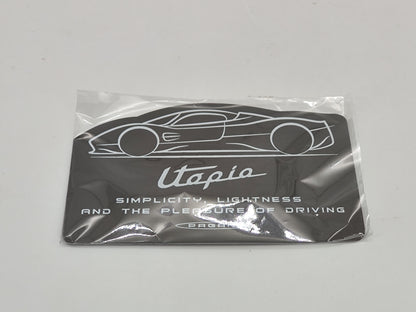 Utopia
SIMPLICITY, LIGHTNESS
AND THE PLEASURE OF DRIVING
PAGANI